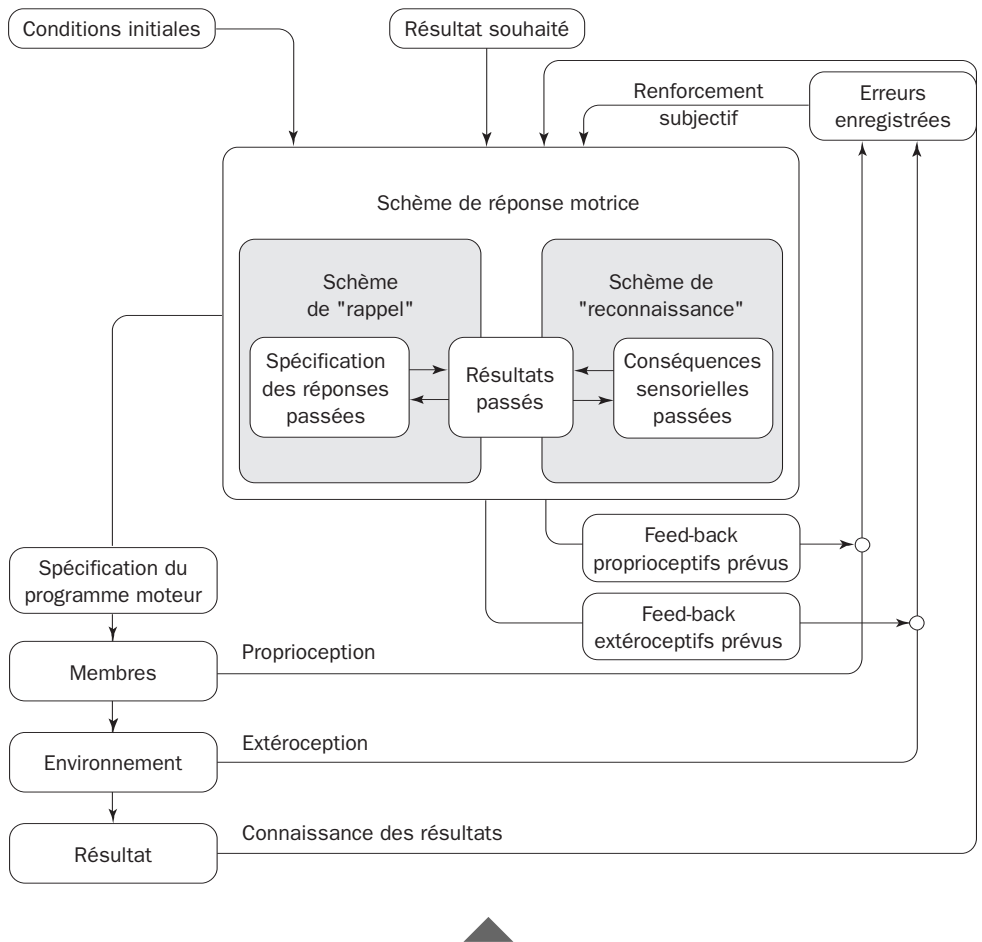 Conditions initiales
Résultat souhaité
Renforcement
subjectif
Erreurs
enregistrées
Schème de réponse motrice
Schème
de "rappel"
Schème de
"reconnaissance"
Spécification
des réponses
passées
Résultats
passés
Conséquences
sensorielles
passées
Feed-back
proprioceptifs prévus
Spécification du
programme moteur
Feed-back
extéroceptifs prévus
Membres
Proprioception
Environnement
Extéroception
Résultat
Connaissance des résultats